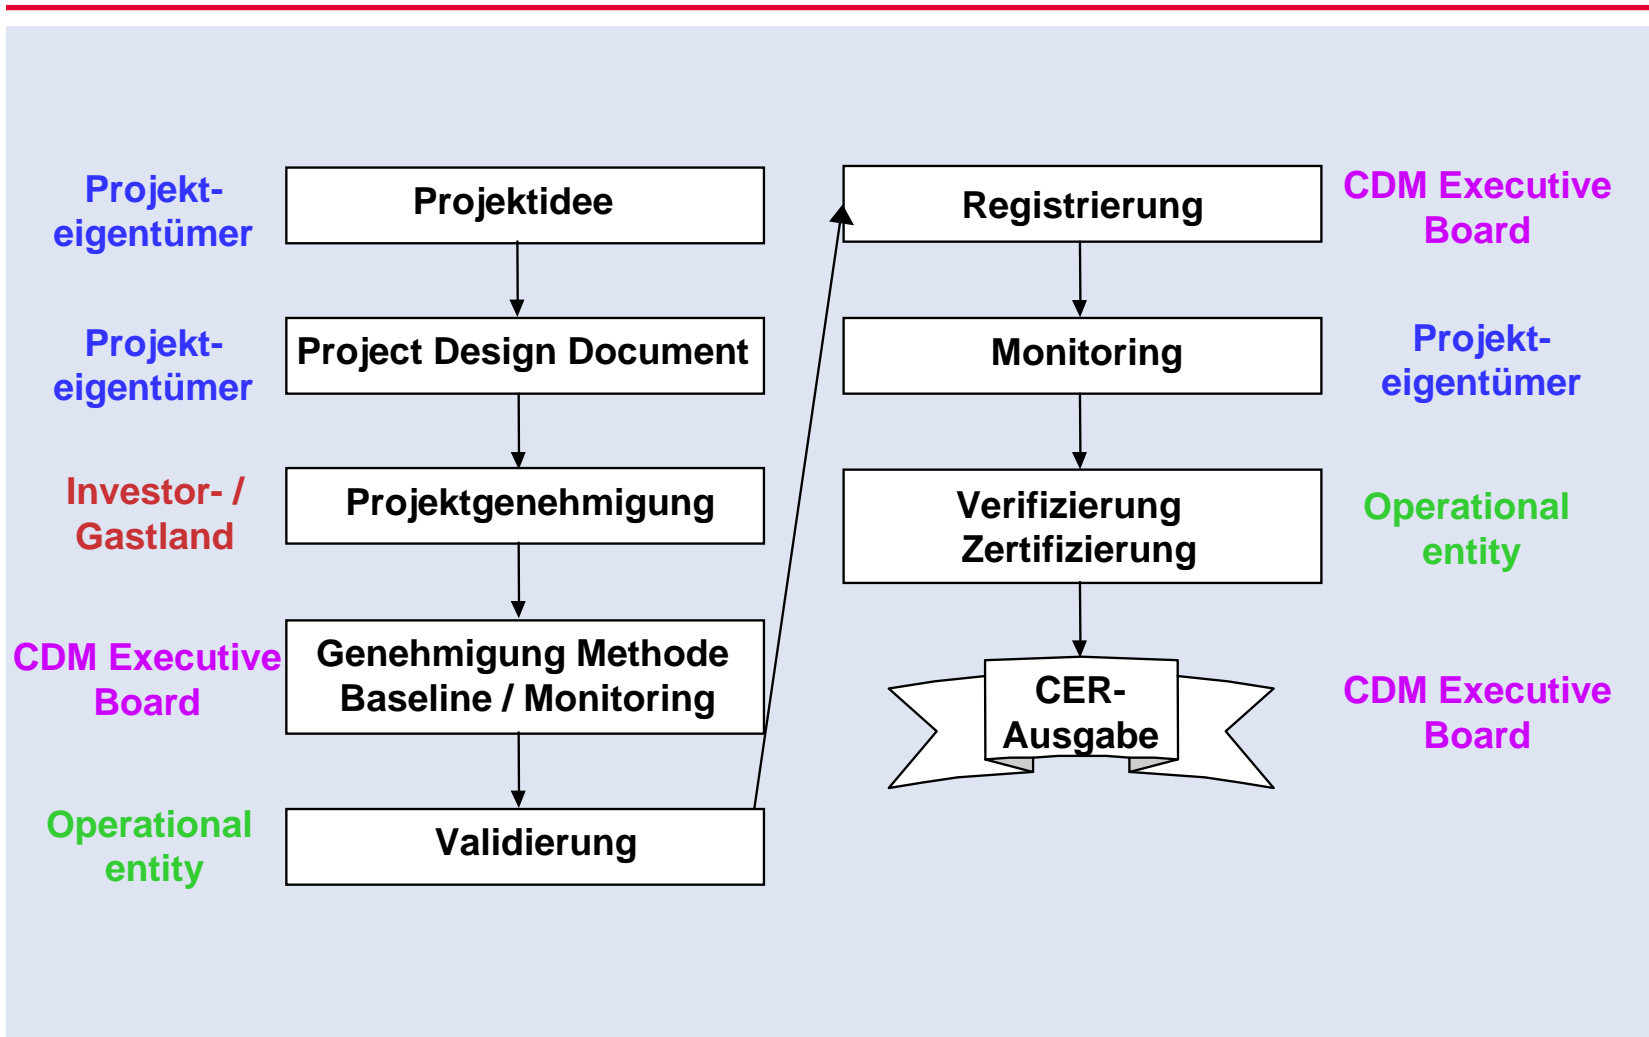 Projekt-
eigentümer
Projektidee
Projekt-
eigentümer
Project Design Document
Investor- /
Gastland
Projektgenehmigung
CDM Executive
Board
Genehmigung Methode
Baseline / Monitoring
Operational
entity
Validierung
Registrierung
CDM Executive
Board
Monitoring
Projekt-
eigentümer
Verifizierung
Zertifizierung
Operational
entity
CER-
Ausgabe
CDM Executive
Board